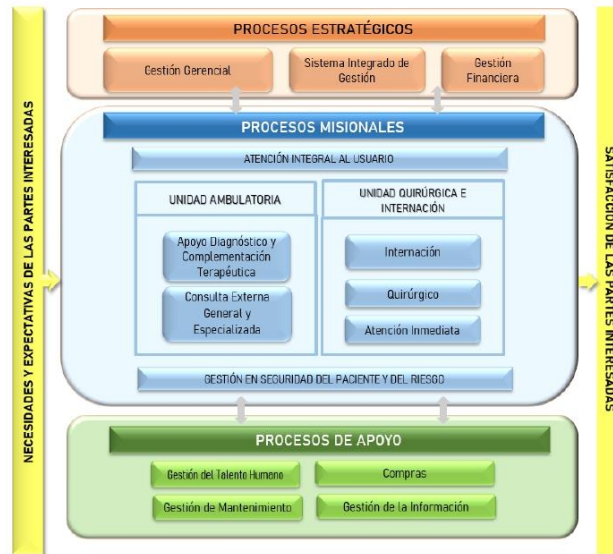 NECESIDADES Y EXPECTATIVAS DE LAS PARTES INTERESADAS
PROCESOS ESTRATÉGICOS
Gestión Gerencial
Sistema Integrado de
Gestión
Gestión
Financiera
PROCESOS MISIONALES
ATENCIÓN INTEGRAL AL USUARIO
UNIDAD AMBULATORIA
Apoyo Diagnóstico y
Complementación
Terapéutica
Consulta Externa
General y
Especializada
UNIDAD QUIRÚRGICA E
INTERNACIÓN
Internación
Quirúrgico
Atención Inmediata
GESTIÓN EN SEGURIDAD DEL PACIENTE Y DEL RIESGO
PROCESOS DE APOYO
Gestión del Talento Humano
Compras
Gestión de Mantenimiento
Gestión de la Información
SATISFACCIÓN DE LAS PARTES INTERESADAS